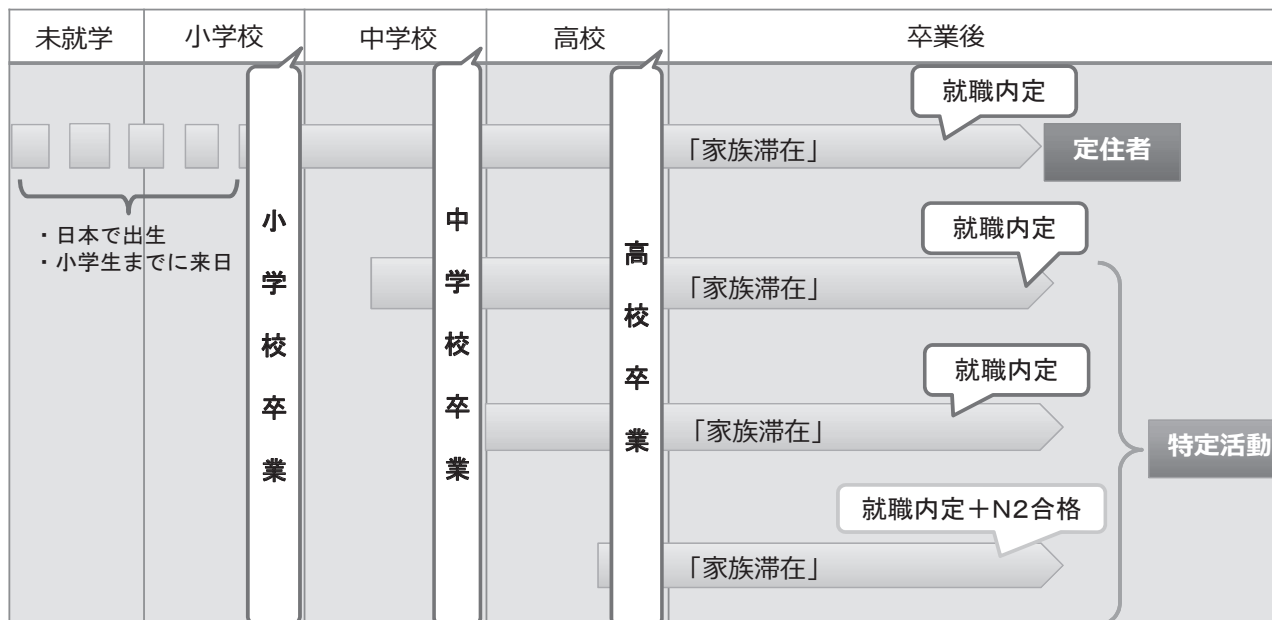 未就学
小学校
中学校
高校
卒業後
就職内定
「家族滞在」
定住者
・日本で出生
・小学生までに来日
小学校卒業
中学校卒業
高校卒業
就職内定
「家族滞在」
就職内定
「家族滞在」
特定活動
就職内定＋N2合格
「家族滞在」